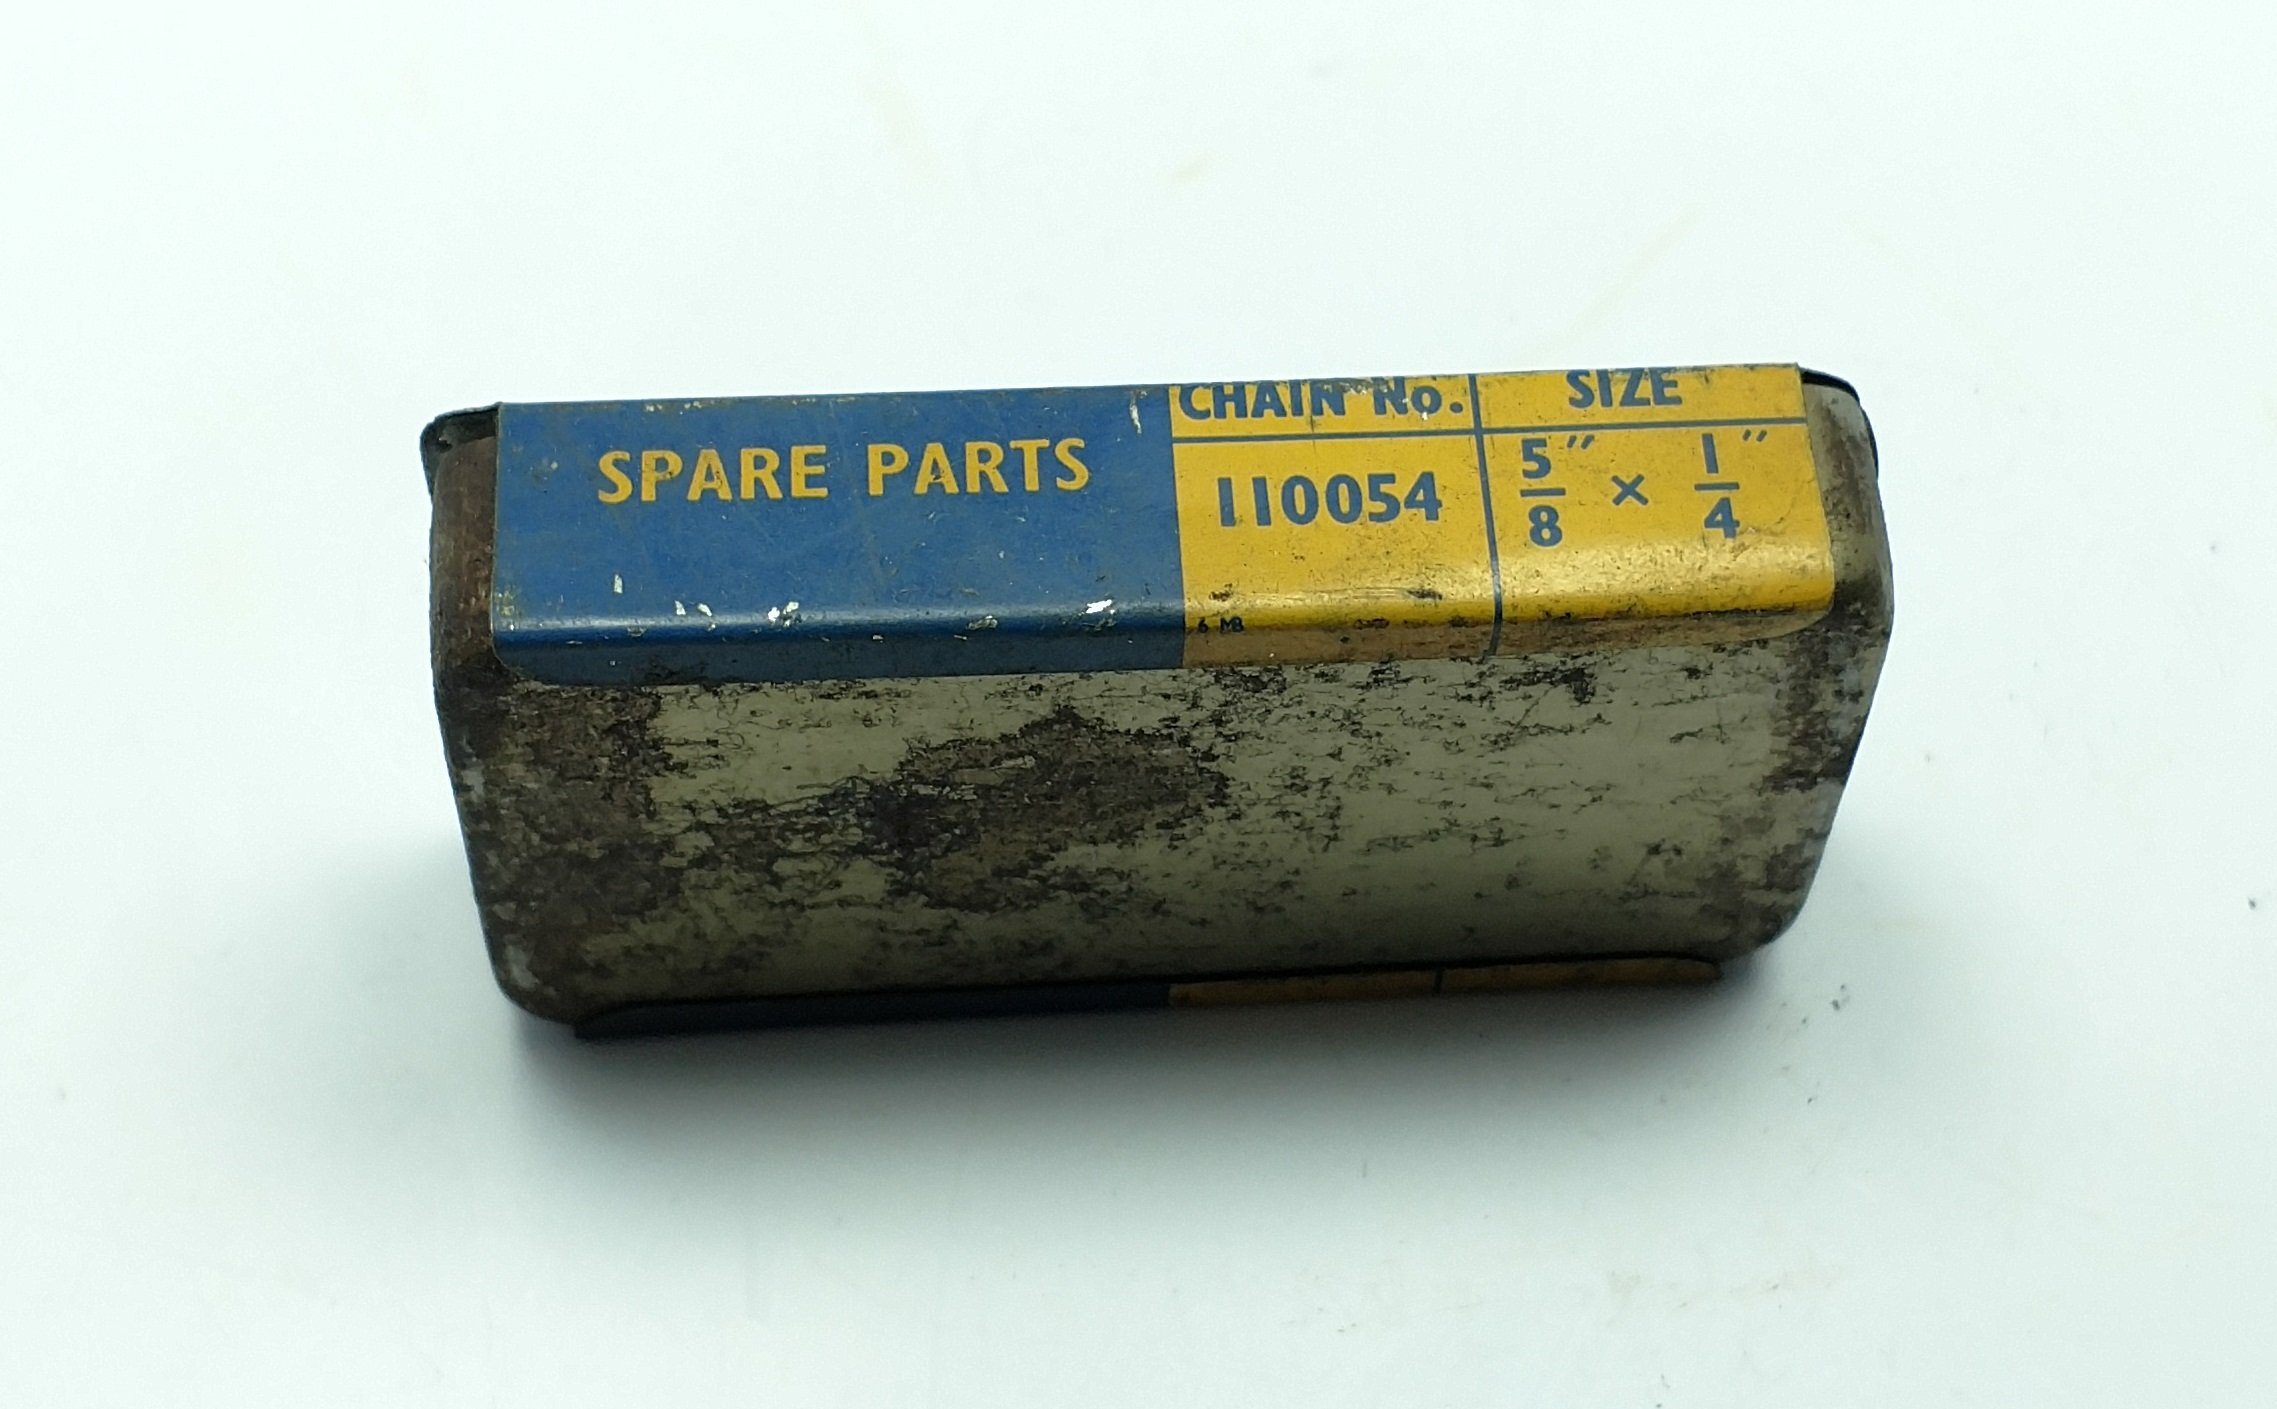 SPARE PARTS
CHAIN No. SIZE
110054 5/8" × 1/4"
6 MB